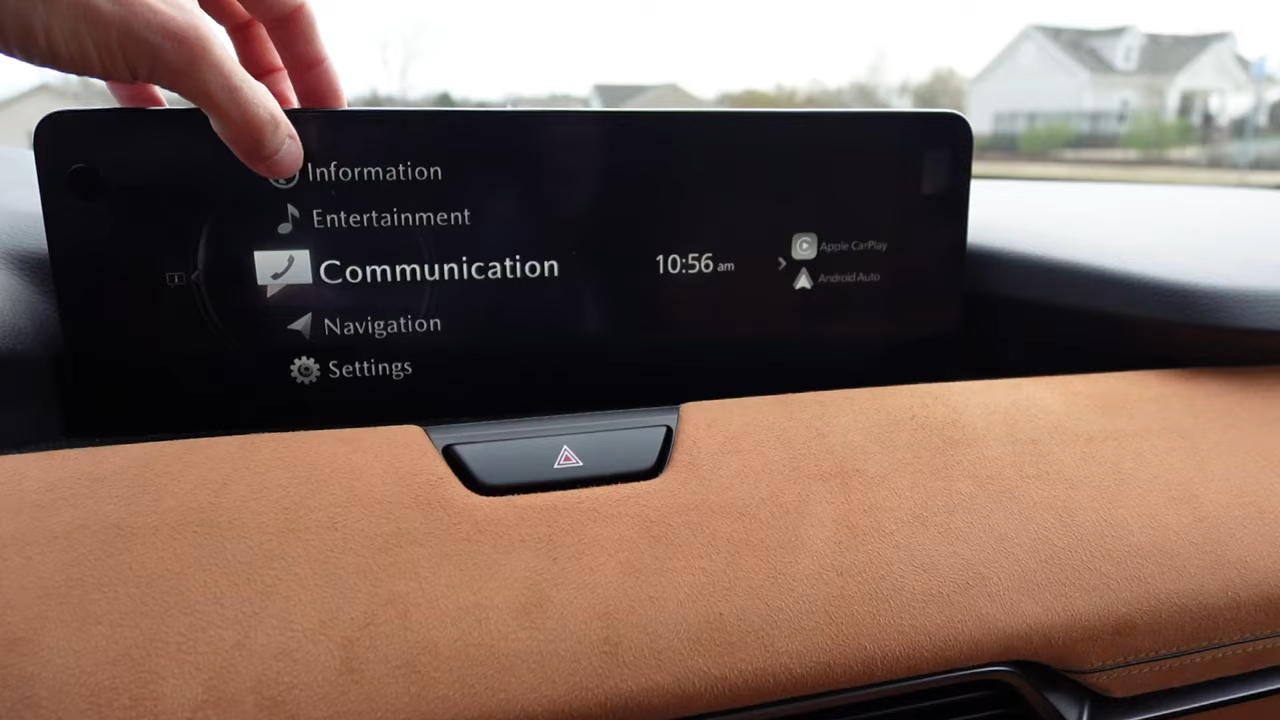 Information
Entertainment
Communication
Navigation
Settings
10:56 am
Apple CarPlay
Android Auto